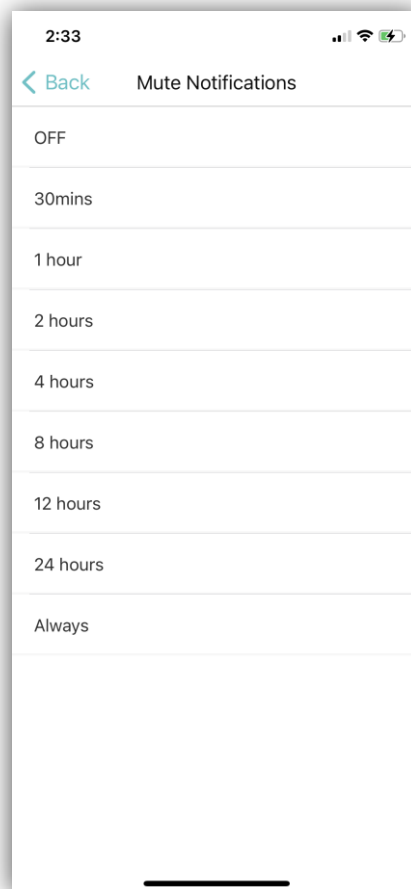 2:33
Back Mute Notifications
OFF
30mins
1 hour
2 hours
4 hours
8 hours
12 hours
24 hours
Always